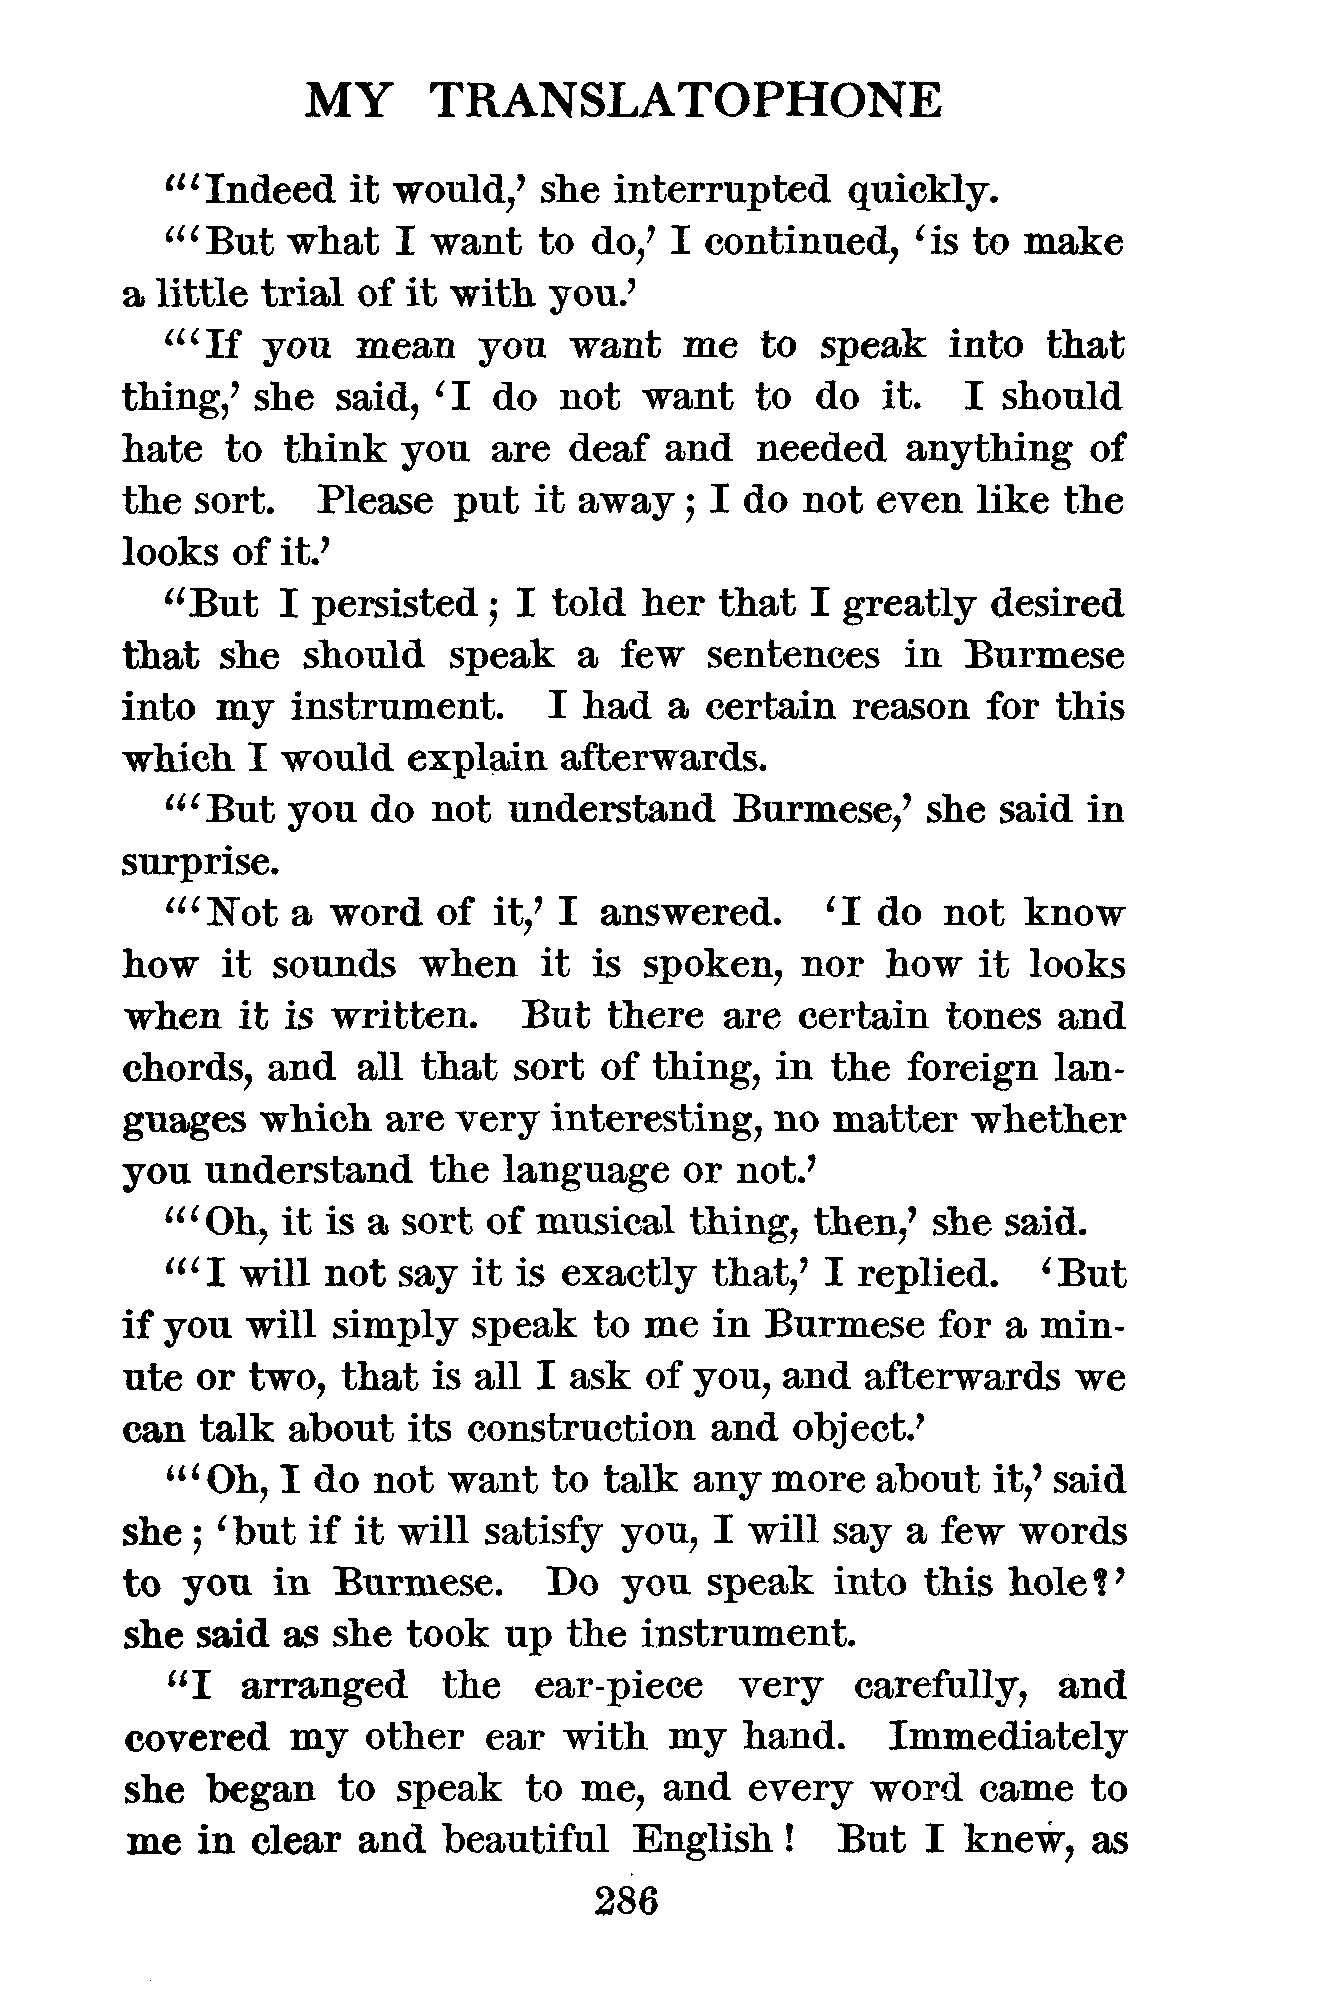 MY TRANSLATOPHONE
"'Indeed it would,' she interrupted quickly.
"'But what I want to do,' I continued, 'is to make
a little trial of it with you.'
"'If you mean you want me to speak into that
thing,' she said, 'I do not want to do it. I should
hate to think you are deaf and needed anything of
the sort. Please put it away; I do not even like the
looks of it.'
"But I persisted; I told her that I greatly desired
that she should speak a few sentences in Burmese
into my instrument. I had a certain reason for this
which I would explain afterwards.
"'But you do not understand Burmese,' she said in
surprise.
"'Not a word of it,' I answered. 'I do not know
how it sounds when it is spoken, nor how it looks
when it is written. But there are certain tones and
chords, and all that sort of thing, in the foreign lan-
guages which are very interesting, no matter whether
you understand the language or not.'
"'Oh, it is a sort of musical thing, then,' she said.
"'I will not say it is exactly that,' I replied. 'But
if you will simply speak to me in Burmese for a min-
ute or two, that is all I ask of you, and afterwards we
can talk about its construction and object.'
"'Oh, I do not want to talk any more about it,' said
she; 'but if it will satisfy you, I will say a few words
to you in Burmese. Do you speak into this hole?'
she said as she took up the instrument.
"I arranged the ear-piece very carefully, and
covered my other ear with my hand. Immediately
she began to speak to me, and every word came to
me in clear and beautiful English! But I knew, as
286